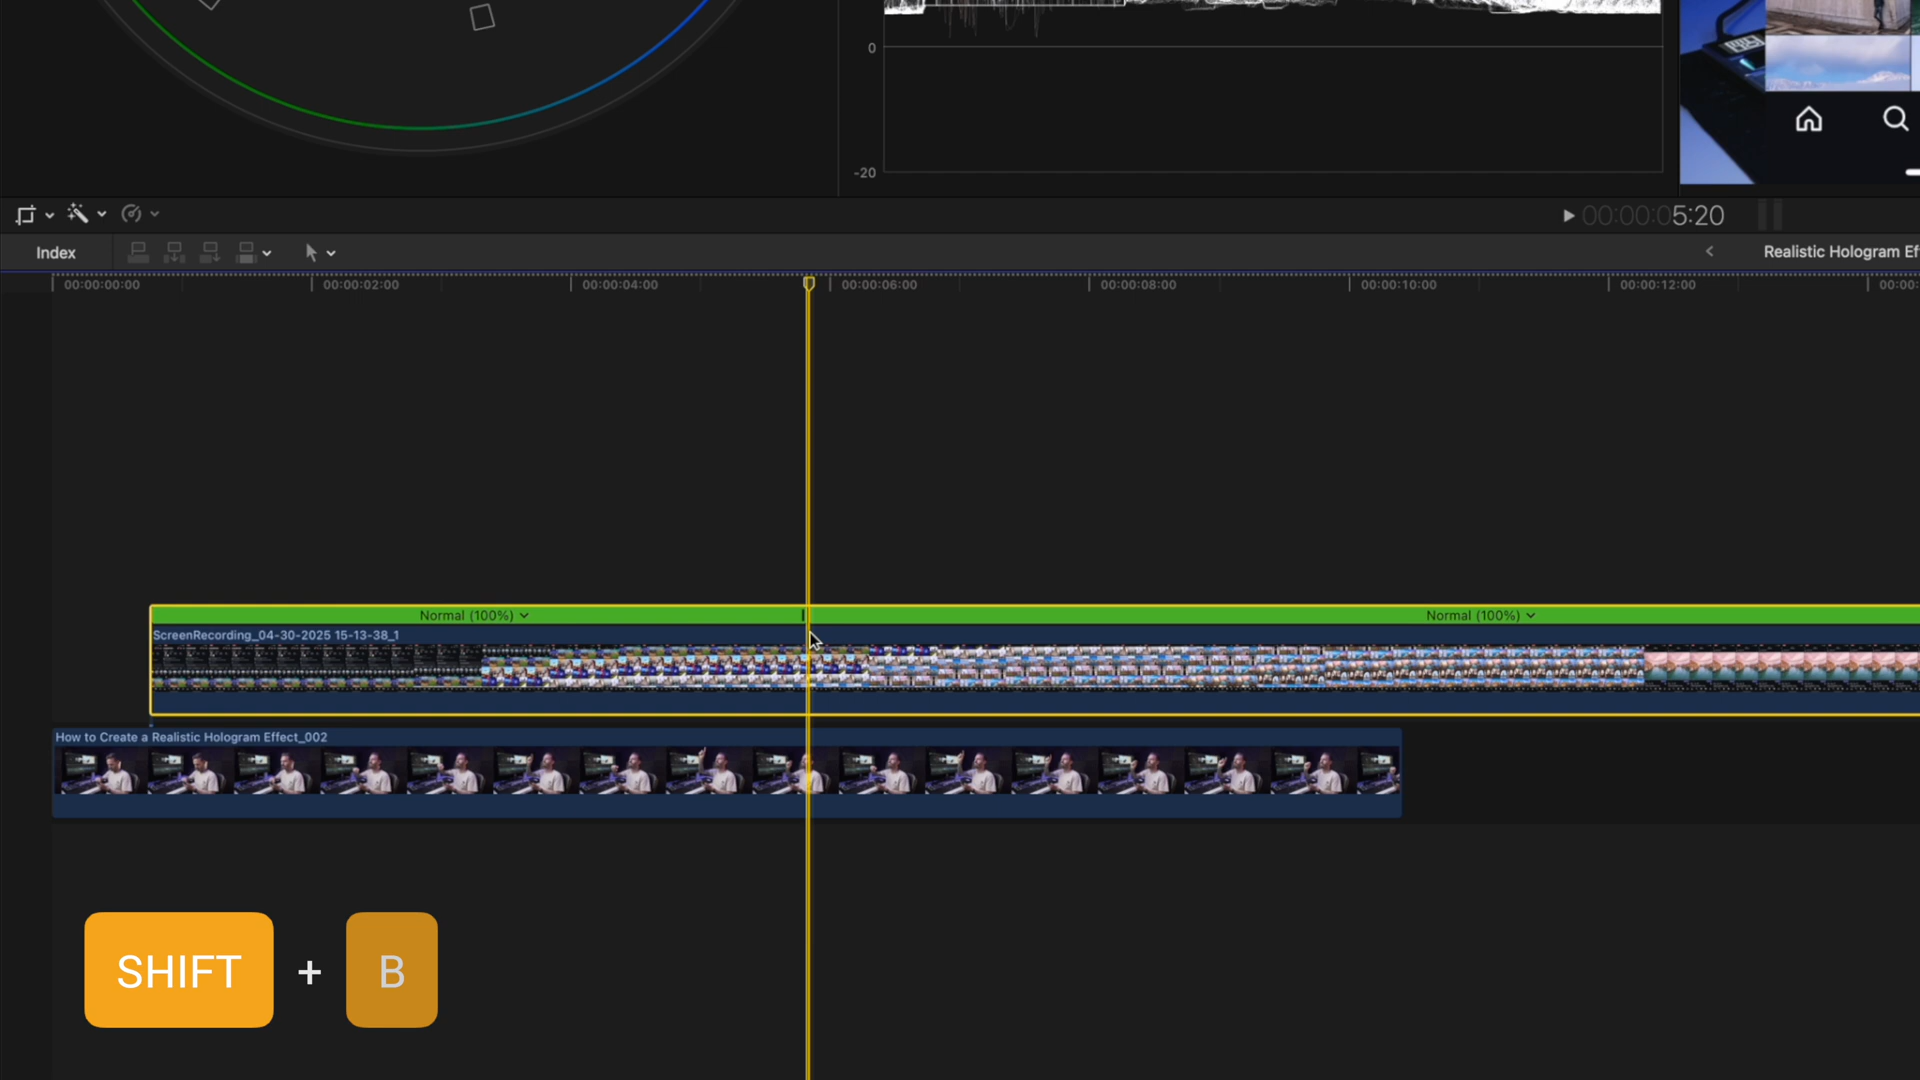 0
-20
00:00:05:20
Index
Realistic Hologram Ef
00:00:00:00
00:00:02:00
00:00:04:00
00:00:06:00
00:00:08:00
00:00:10:00
00:00:12:00
00:00:
Normal (100%)
Normal (100%)
ScreenRecording_04-30-2025 15-13-38_1
How to Create a Realistic Hologram Effect_002
SHIFT + B